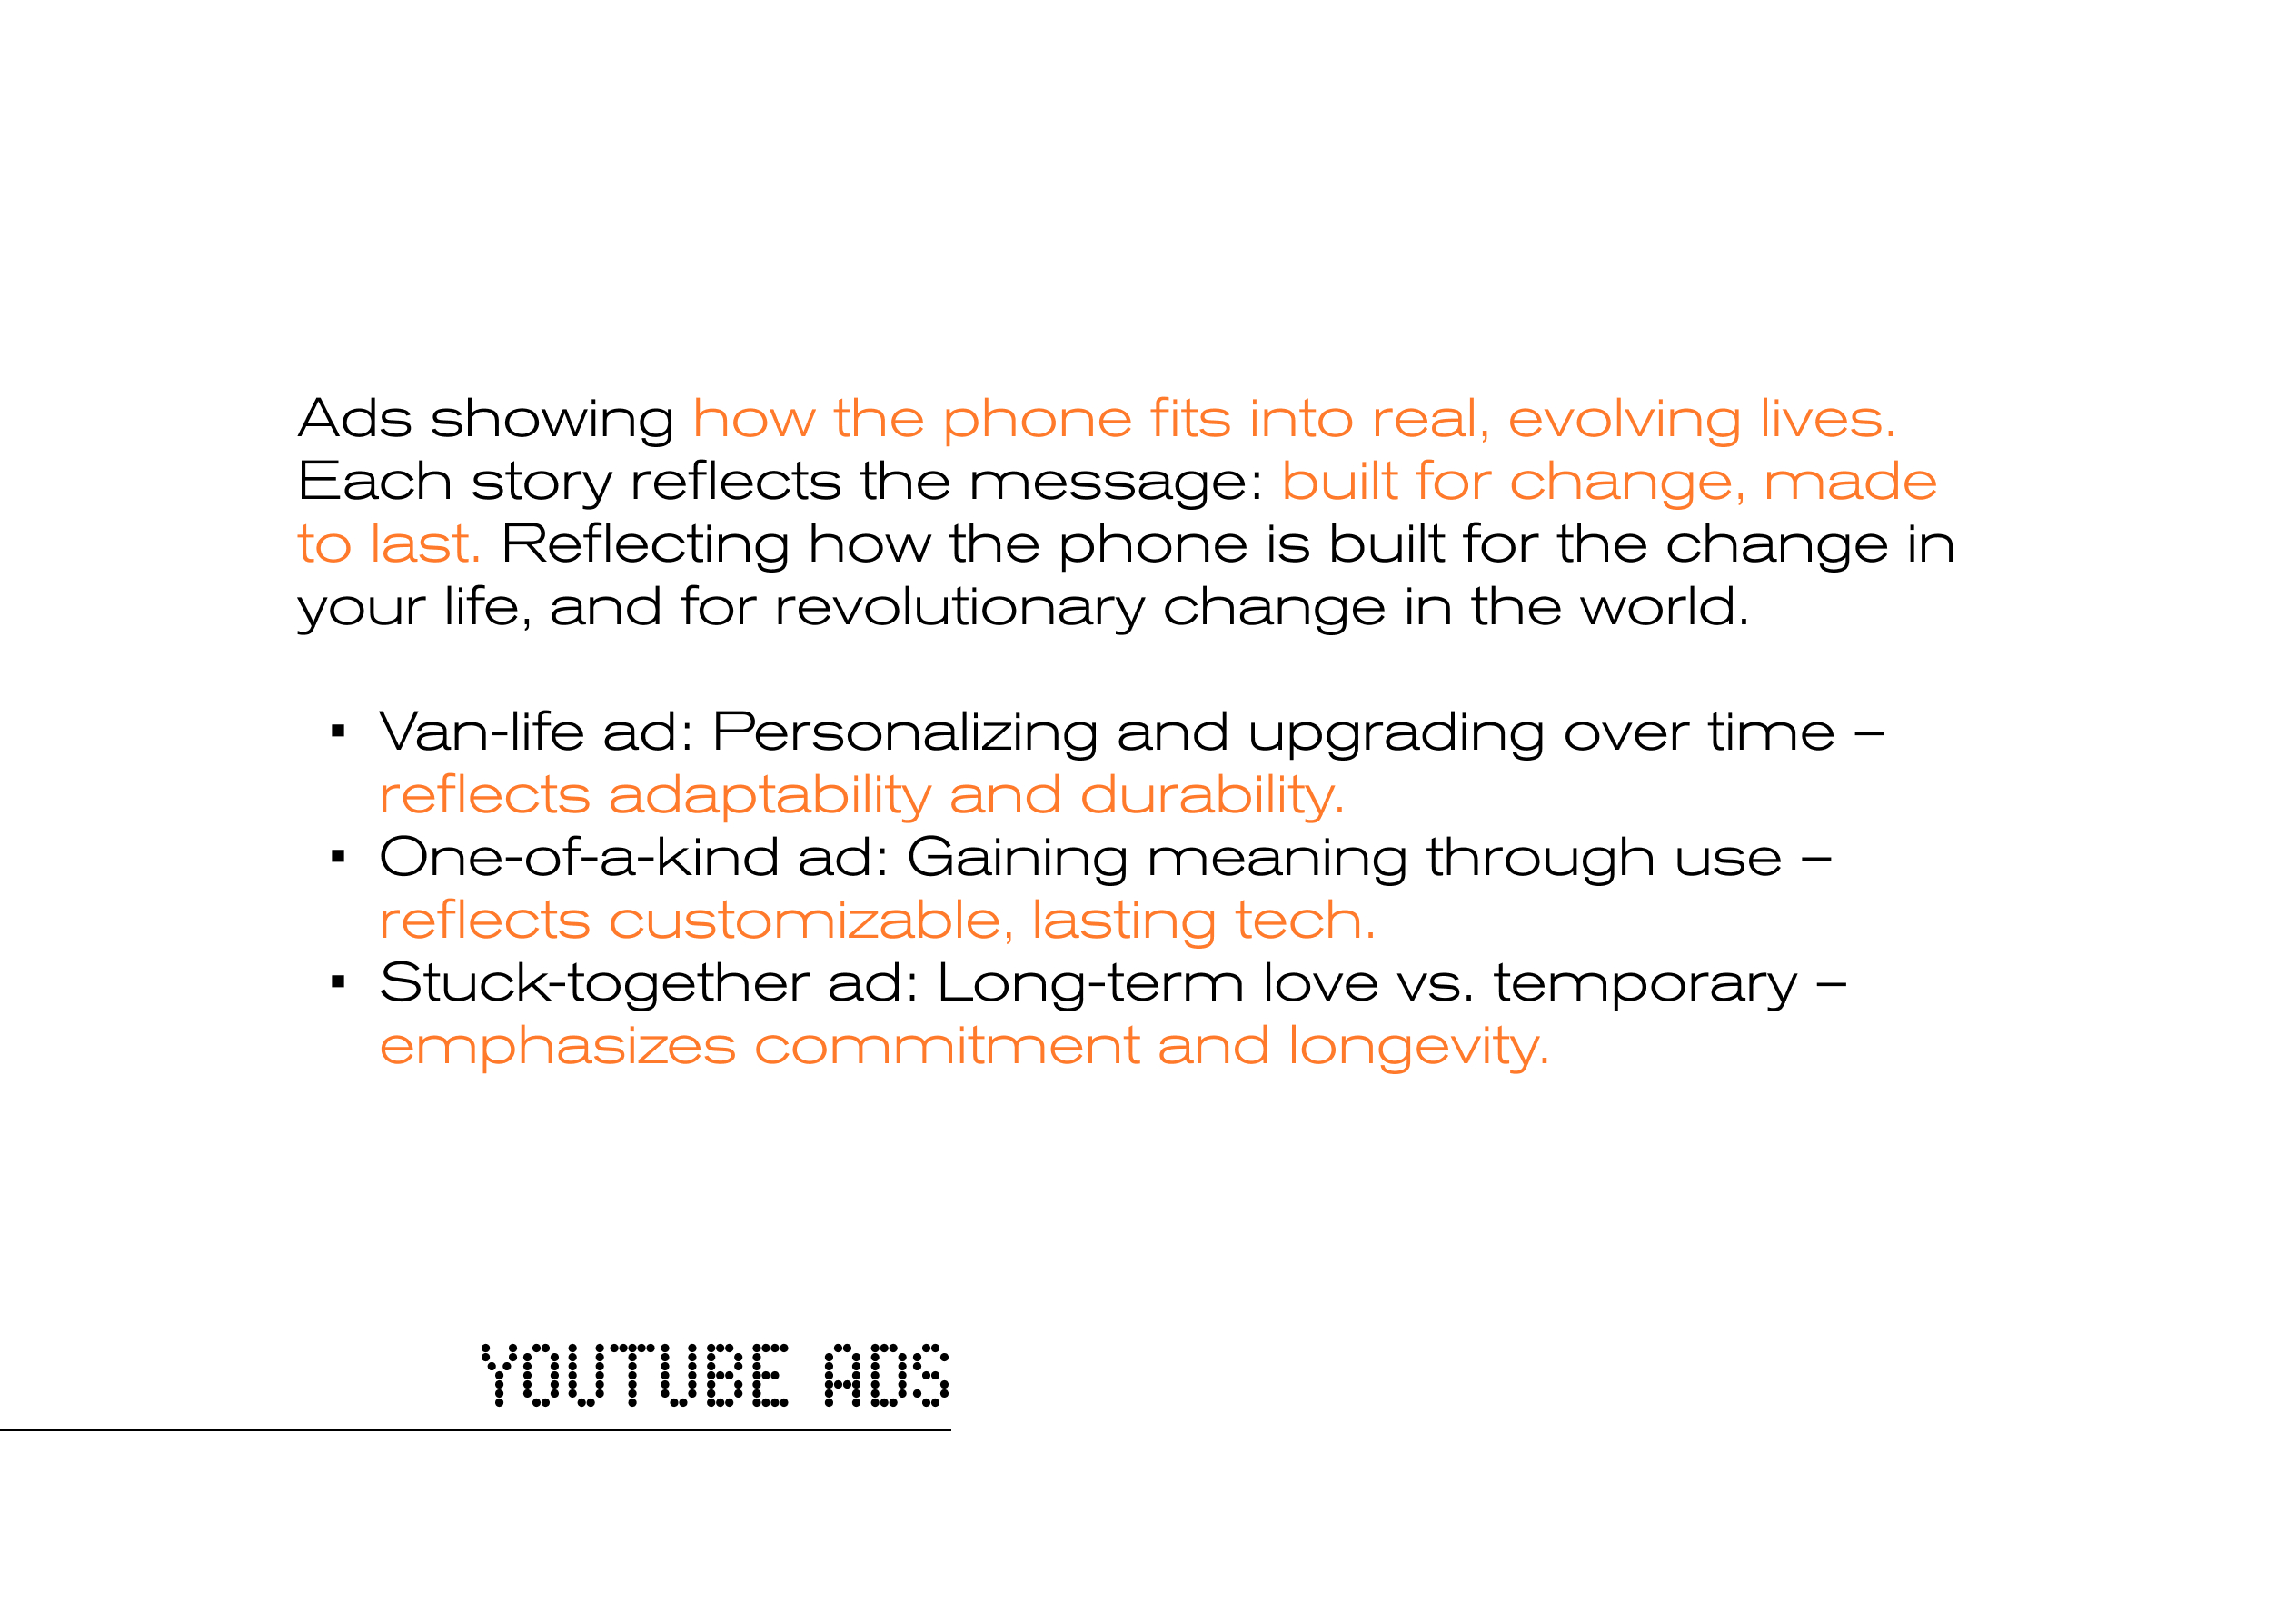 Ads showing how the phone fits into real, evolving lives.
Each story reflects the message: built for change, made
to last. Reflecting how the phone is built for the change in
your life, and for revolutionary change in the world.
▪ Van-life ad: Personalizing and upgrading over time –
reflects adaptability and durability.
▪ One-of-a-kind ad: Gaining meaning through use –
reflects customizable, lasting tech.
▪ Stuck-together ad: Long-term love vs. temporary –
emphasizes commitment and longevity.
YOUTUBE ADS